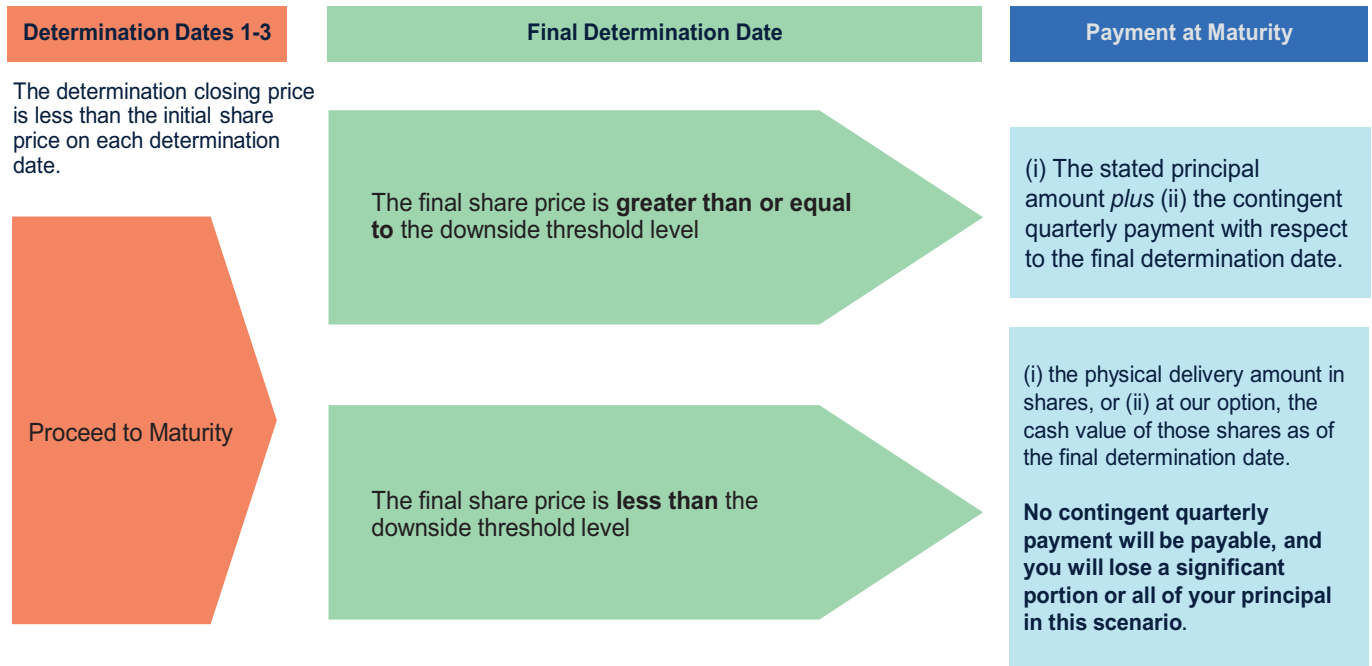 Determination Dates 1-3
Final Determination Date
Payment at Maturity
The determination closing price
is less than the initial share
price on each determination
date.
Proceed to Maturity
The final share price is greater than or equal
to the downside threshold level
(i) The stated principal
amount plus (ii) the contingent
quarterly payment with respect
to the final determination date.
The final share price is less than the
downside threshold level
(i) the physical delivery amount in
shares, or (ii) at our option, the
cash value of those shares as of
the final determination date.
No contingent quarterly
payment will be payable, and
you will lose a significant
portion or all of your principal
in this scenario.